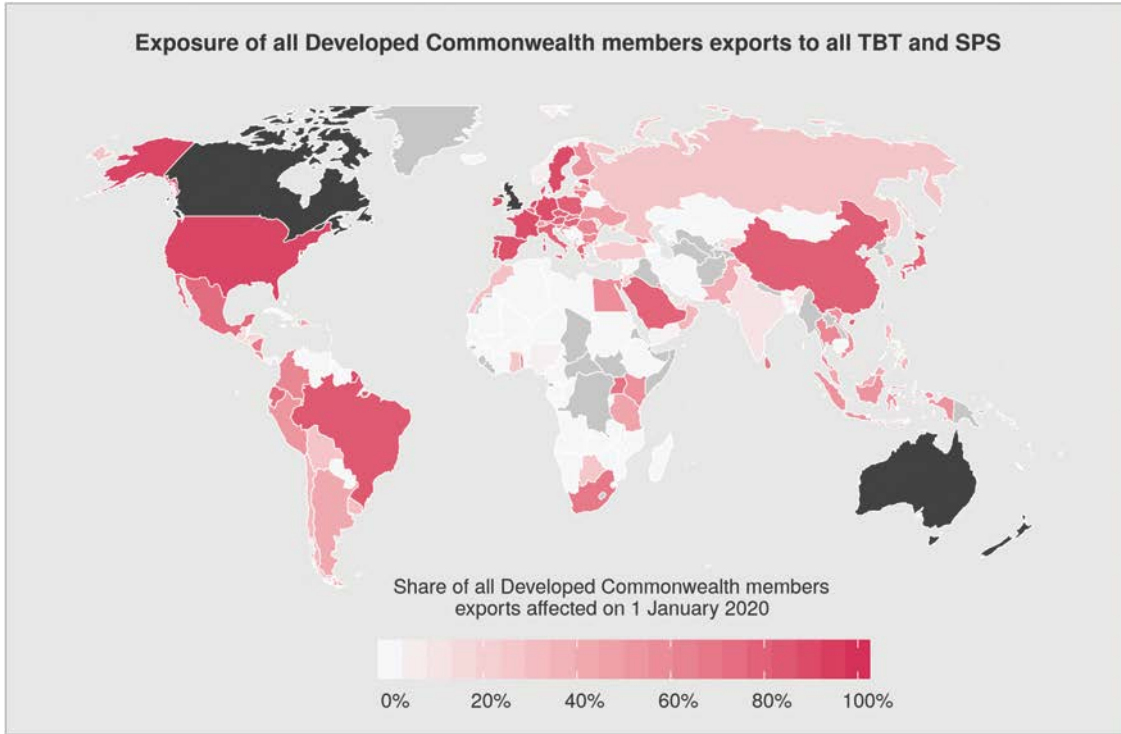 Exposure of all Developed Commonwealth members exports to all TBT and SPS
Share of all Developed Commonwealth members
exports affected on 1 January 2020
0% 20% 40% 60% 80% 100%